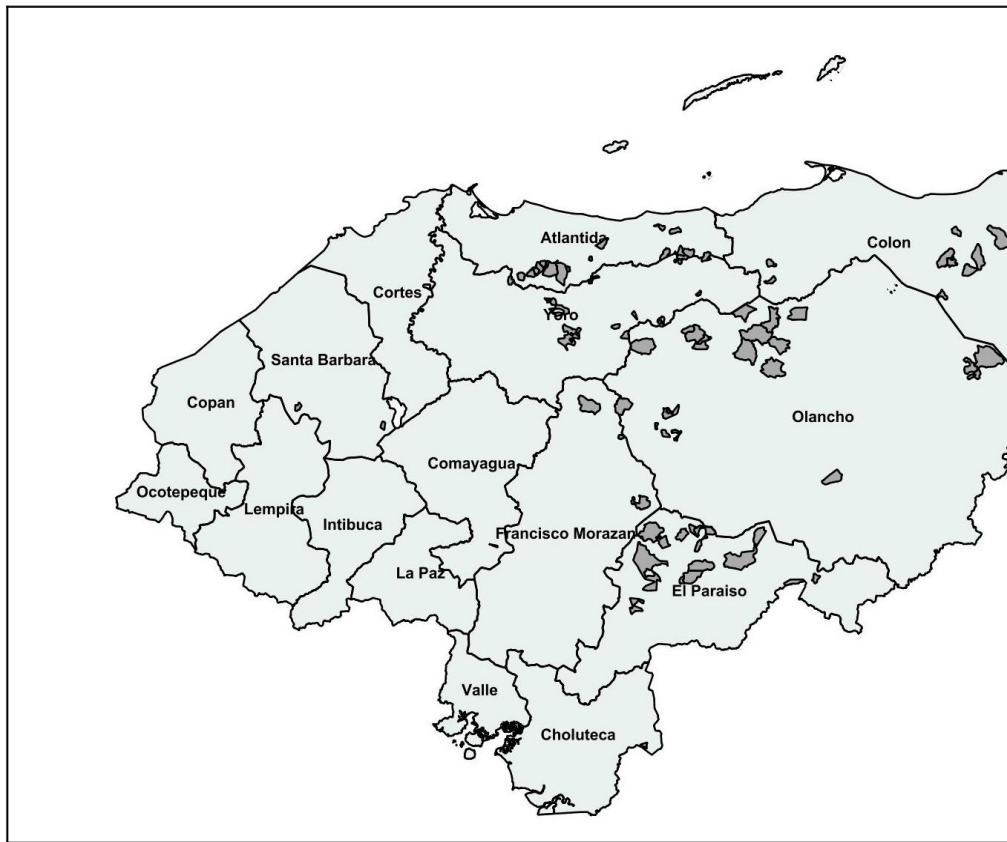 Atlantida
Colon
Cortes
Yoro
Santa Barbara
Copan
Olancho
Comayagua
Ocotepeque
Lempira
Intibuca
Francisco Morazan
La Paz
El Paraiso
Valle
Choluteca